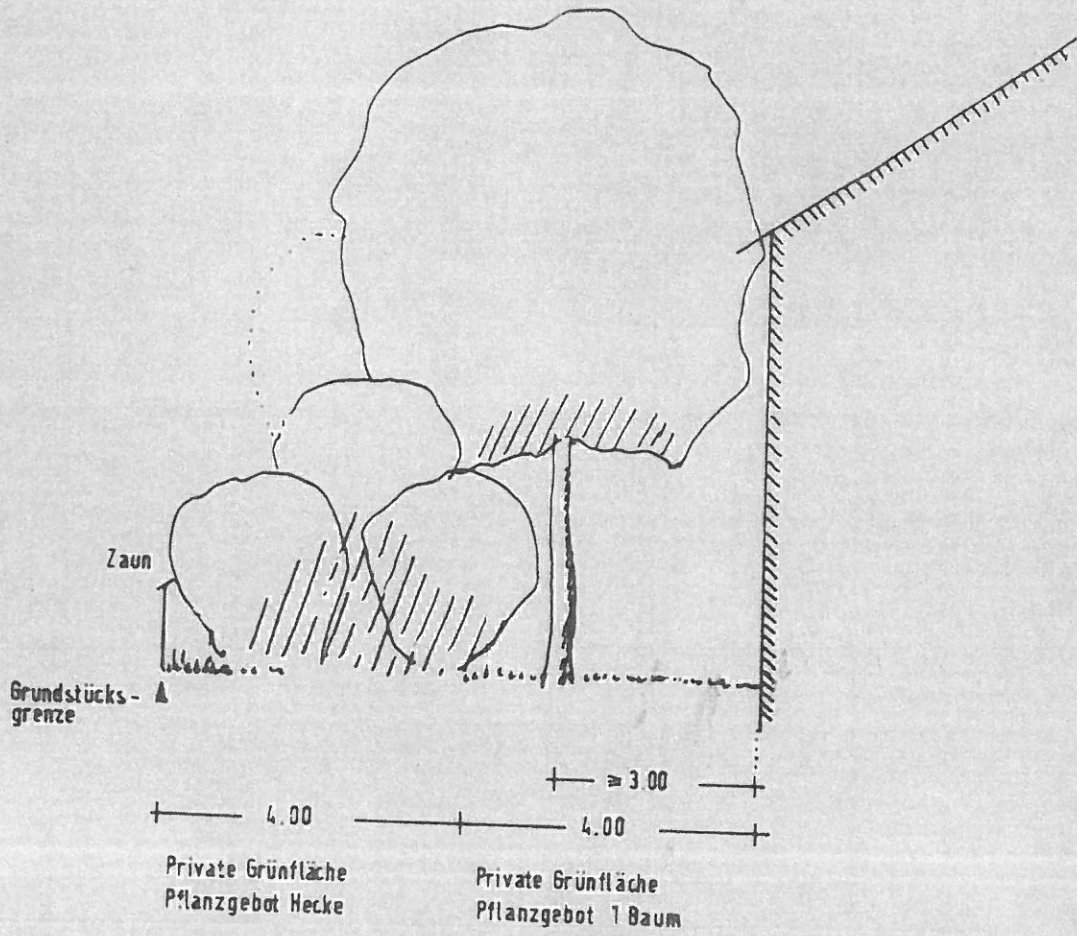 Zaun
Grundstücks-
grenze
≥ 3.00
4.00
4.00
Private Grünfläche
Pflanzgebot Hecke
Private Grünfläche
Pflanzgebot 1 Baum